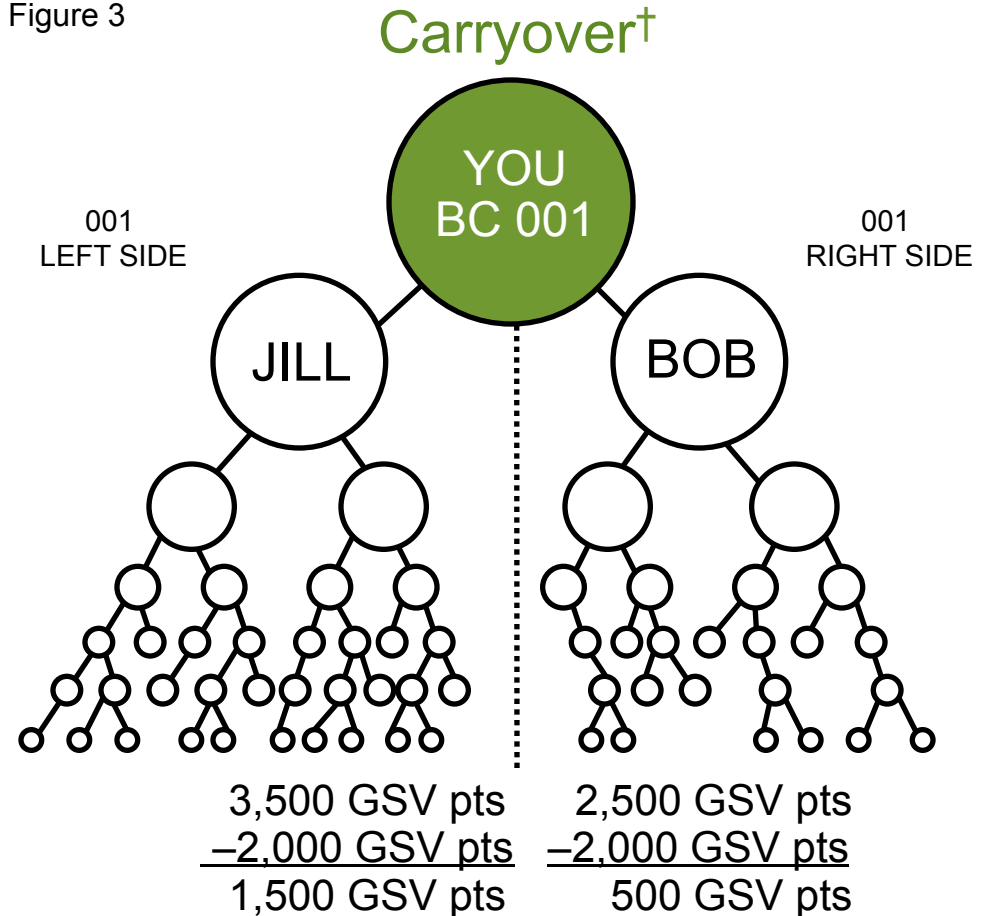 Figure 3
Carryover†
YOU
BC 001
001
LEFT SIDE
001
RIGHT SIDE
JILL
BOB
3,500 GSV pts
–2,000 GSV pts
1,500 GSV pts
2,500 GSV pts
–2,000 GSV pts
500 GSV pts